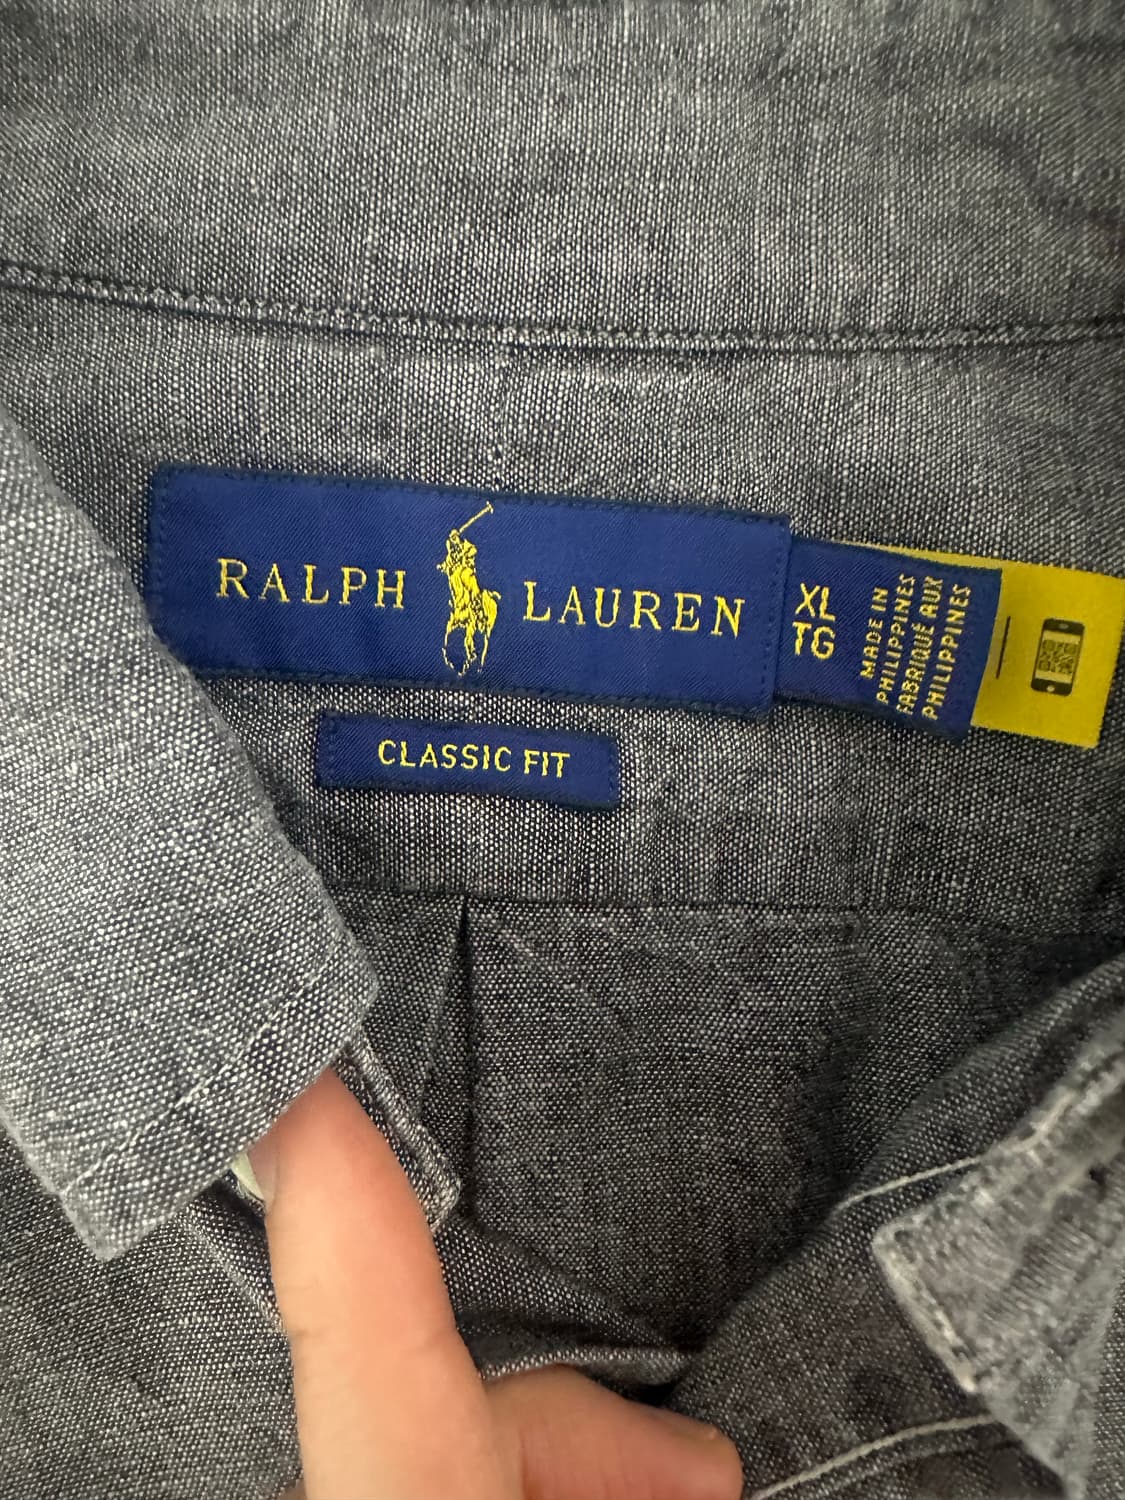 RALPH LAUREN
XL
TG
MADE IN
PHILIPPINES
FABRIQUÉ AUX
PHILIPPINES
CLASSIC FIT